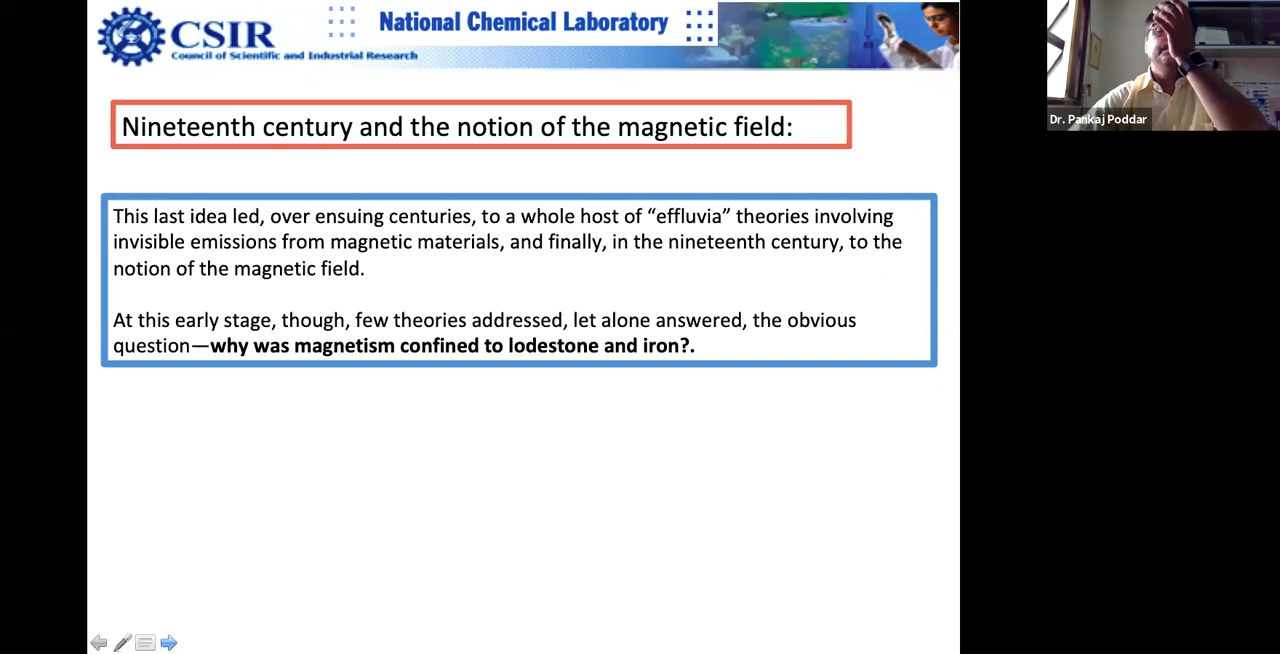 CSIR
Council of Scientific and Industrial Research
National Chemical Laboratory
Dr. Pankaj Poddar
Nineteenth century and the notion of the magnetic field:
This last idea led, over ensuing centuries, to a whole host of “effluvia” theories involving
invisible emissions from magnetic materials, and finally, in the nineteenth century, to the
notion of the magnetic field.
At this early stage, though, few theories addressed, let alone answered, the obvious
question—why was magnetism confined to lodestone and iron?.